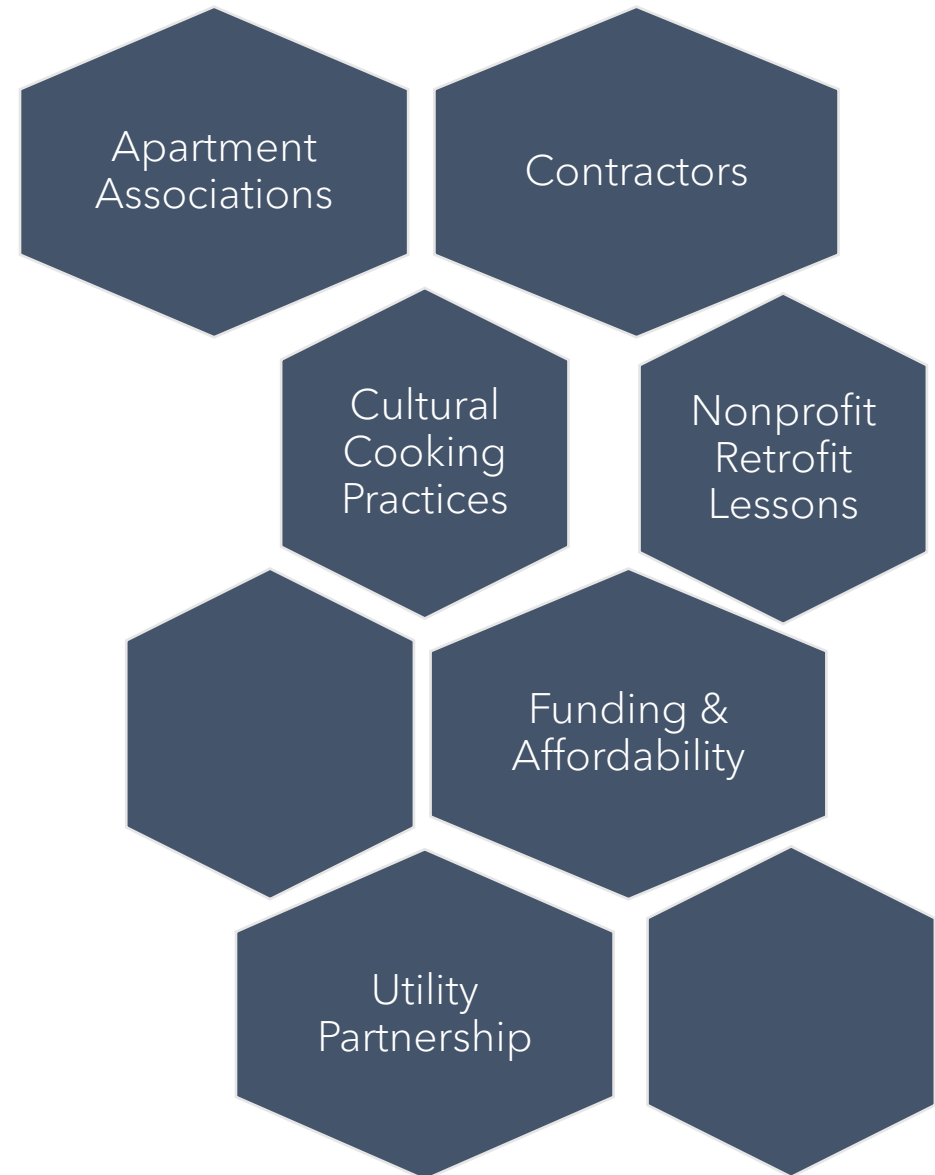 Apartment
Associations
Contractors
Cultural
Cooking
Practices
Nonprofit
Retrofit
Lessons
Funding &
Affordability
Utility
Partnership